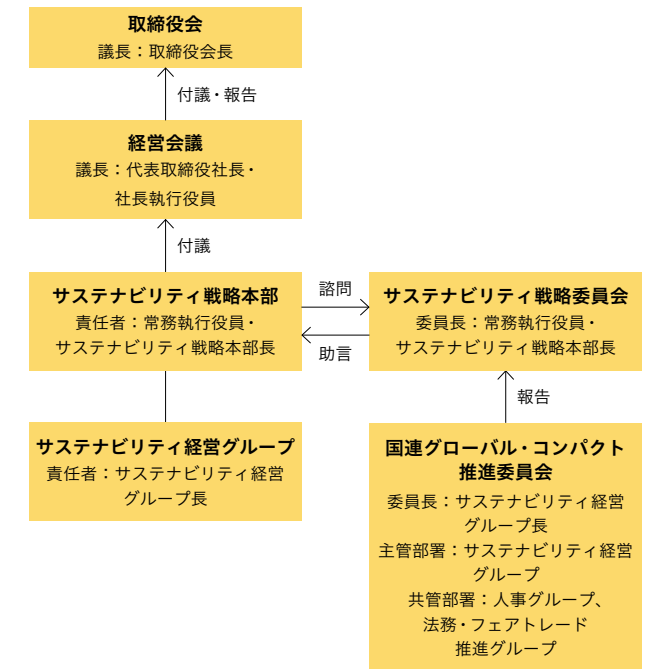 取締役会
議長：取締役会長
付議・報告
経営会議
議長：代表取締役社長・
社長執行役員
付議
サステナビリティ戦略本部
責任者：常務執行役員・
サステナビリティ戦略本部長
諮問
助言
サステナビリティ戦略委員会
委員長：常務執行役員・
サステナビリティ戦略本部長
報告
サステナビリティ経営グループ
責任者：サステナビリティ経営
グループ長
国連グローバル・コンパクト
推進委員会
委員長：サステナビリティ経営
グループ長
主管部署：サステナビリティ経営
グループ
共管部署：人事グループ、
法務・フェアトレード
推進グループ